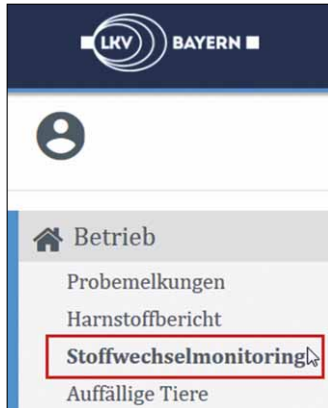 LKV BAYERN
Betrieb
Probemelkungen
Harnstoffbericht
Stoffwechselmonitoring
Auffällige Tiere